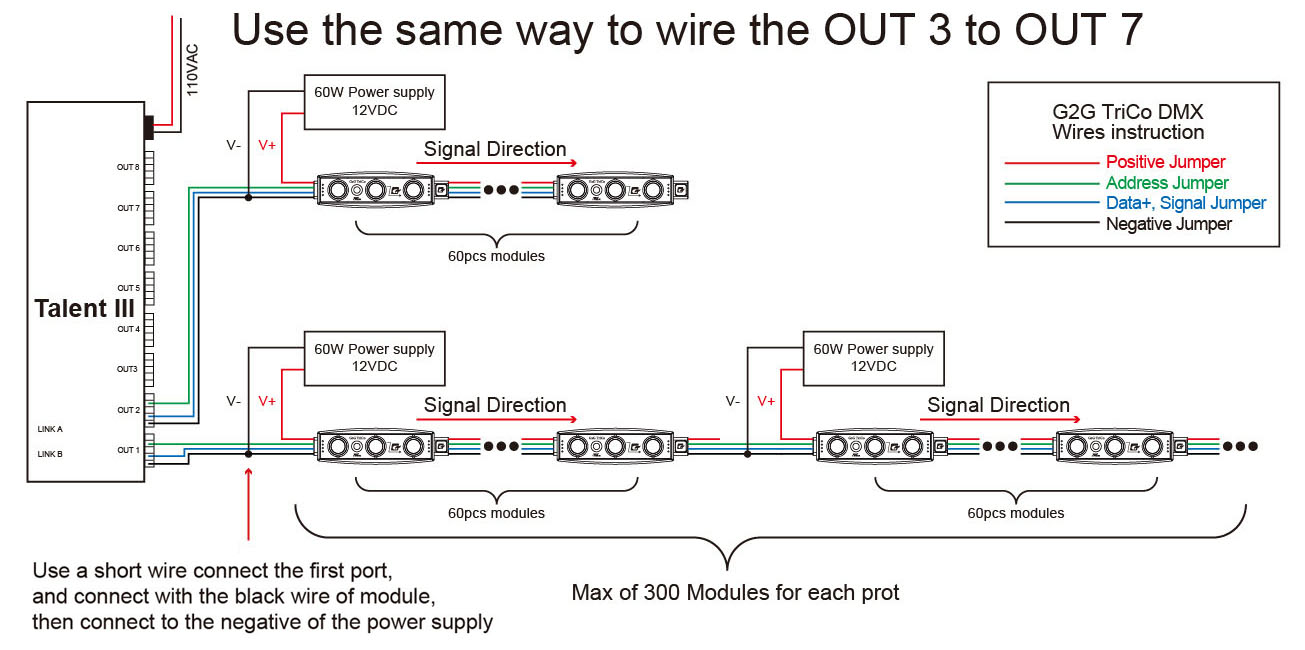 Use the same way to wire the OUT 3 to OUT 7
110VAC
60W Power supply
12VDC
V-
V+
Signal Direction
60pcs modules
G2G TriCo DMX
Wires instruction
Positive Jumper
Address Jumper
Data+, Signal Jumper
Negative Jumper
OUT 8
OUT 7
OUT 6
OUT 5
Talent III
OUT 4
OUT3
OUT 2
LINK A
OUT 1
LINK B
60W Power supply
12VDC
V-
V+
Signal Direction
60pcs modules
60W Power supply
12VDC
V-
V+
Signal Direction
60pcs modules
Use a short wire connect the first port,
and connect with the black wire of module,
then connect to the negative of the power supply
Max of 300 Modules for each prot